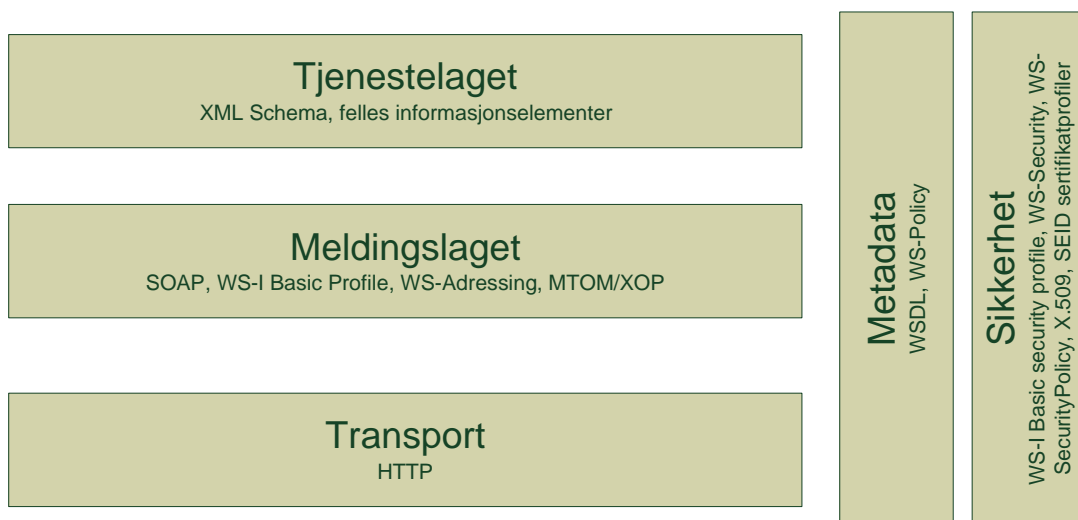 Tjenestelaget
XML Schema, felles informasjonselementer
Meldingslaget
SOAP, WS-I Basic Profile, WS-Adressing, MTOM/XOP
Transport
HTTP
Metadata
WSDL, WS-Policy
Sikkerhet
WS-I Basic security profile, WS-Security, WS-
SecurityPolicy, X.509, SEID sertifikatprofiler